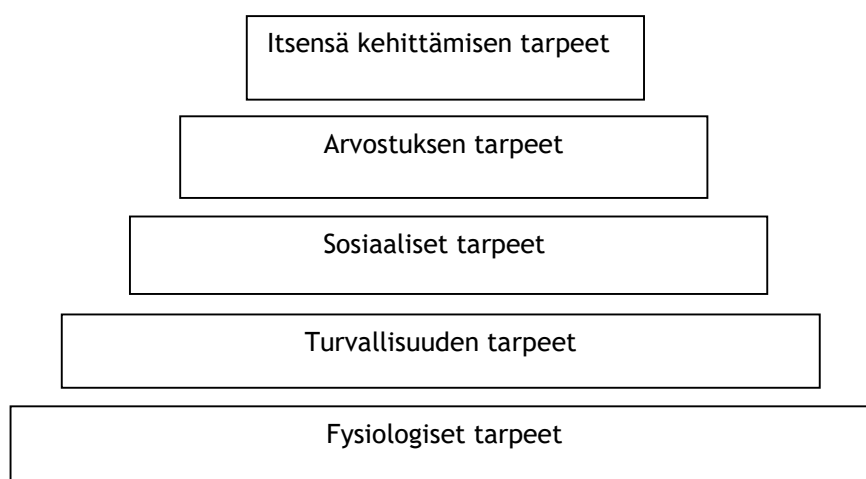 Itsensä kehittämisen tarpeet
Arvostuksen tarpeet
Sosiaaliset tarpeet
Turvallisuuden tarpeet
Fysiologiset tarpeet